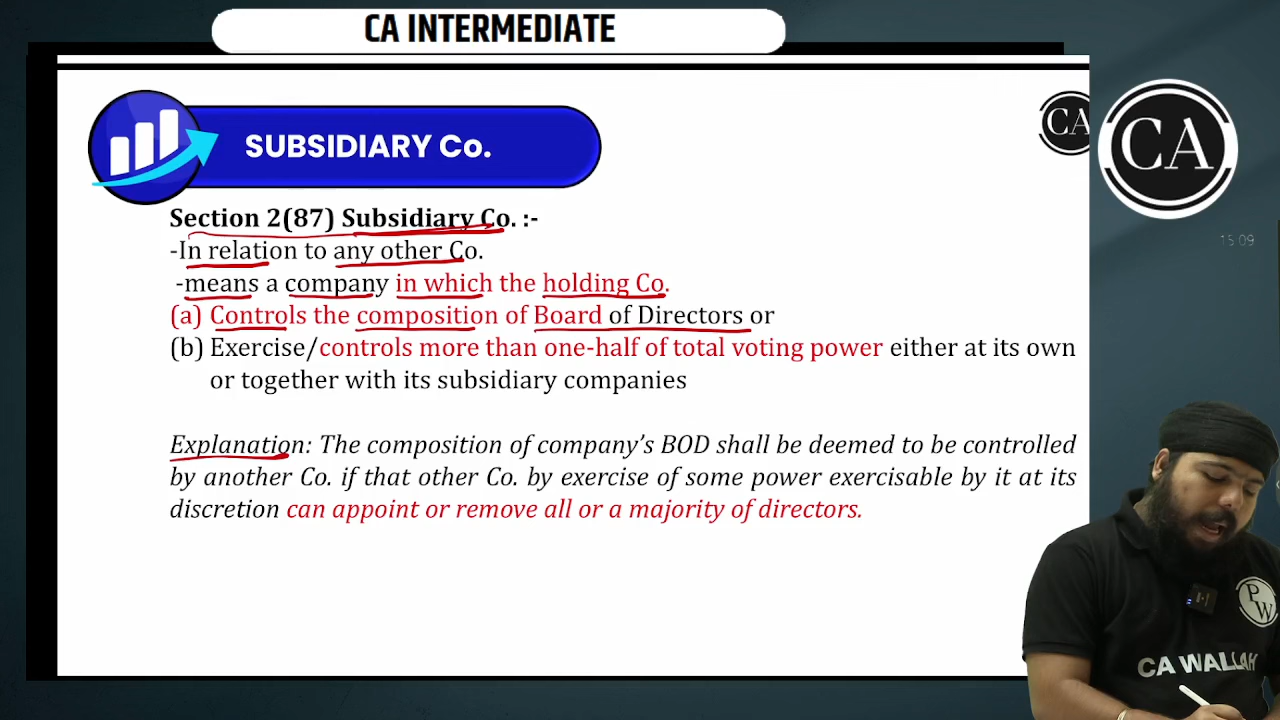 CA INTERMEDIATE
SUBSIDIARY Co.
CA
CA
15 09
Section 2(87) Subsidiary Co. :-
-In relation to any other Co.
-means a company in which the holding Co.
(a) Controls the composition of Board of Directors or
(b) Exercise/controls more than one-half of total voting power either at its own
or together with its subsidiary companies
Explanation: The composition of company's BOD shall be deemed to be controlled
by another Co. if that other Co. by exercise of some power exercisable by it at its
discretion can appoint or remove all or a majority of directors.
P
W
CA WALLAH